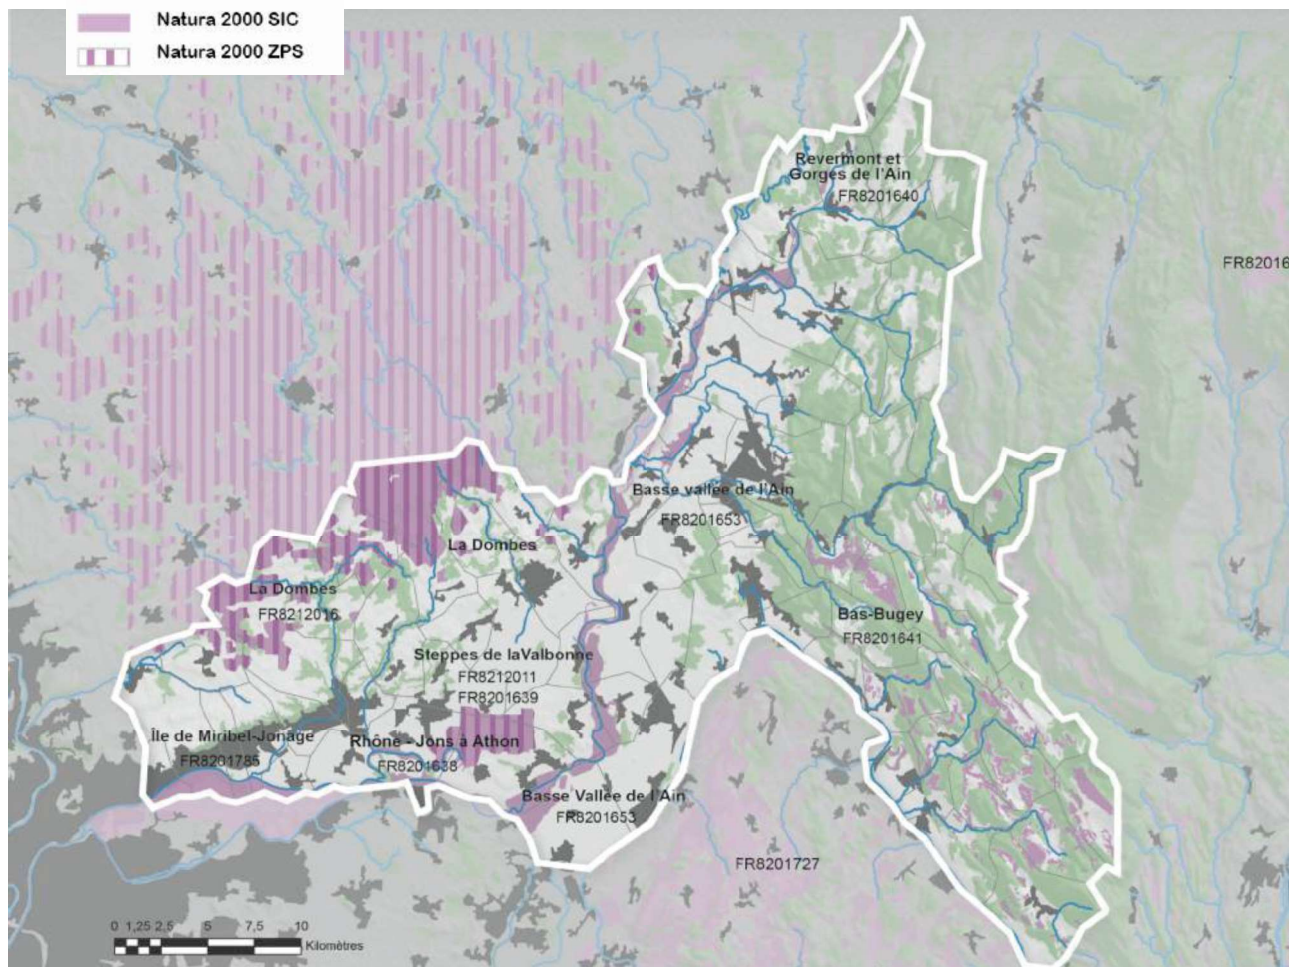 Natura 2000 SIC
Natura 2000 ZPS
Revermont et
Gorges de l'Ain
FR8201640
FR82016
Basse vallée de l'Ain
FR8201653
La Dombes
La Dombes
FR8212016
Bas-Bugey
FR8201641
Steppes de laValbonne
FR8212011
FR8201639
Île de Miribel-Jonage
FR8201785
Rhône - Jons à Athon
FR8201638
Basse Vallée de l'Ain
FR8201653
FR8201727
0 1,25 2,5 5 7,5 10
Kilomètres